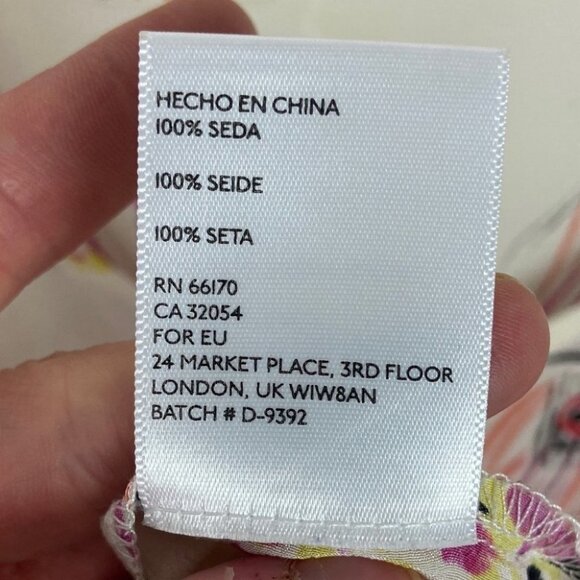 HECHO EN CHINA
100% SEDA
100% SEIDE
100% SETA
RN 66170
CA 32054
FOR EU
24 MARKET PLACE, 3RD FLOOR
LONDON, UK WIW8AN
BATCH # D-9392